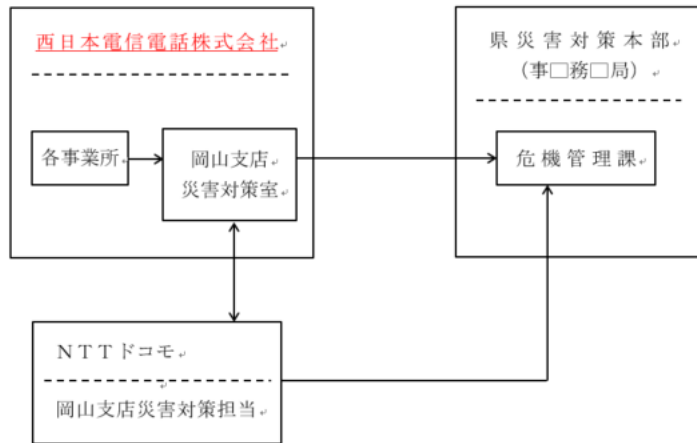 西日本電信電話株式会社
県災害対策本部
(事□務□局)
各事業所
岡山支店
災害対策室
危機管理課
NTTドコモ
岡山支店災害対策担当